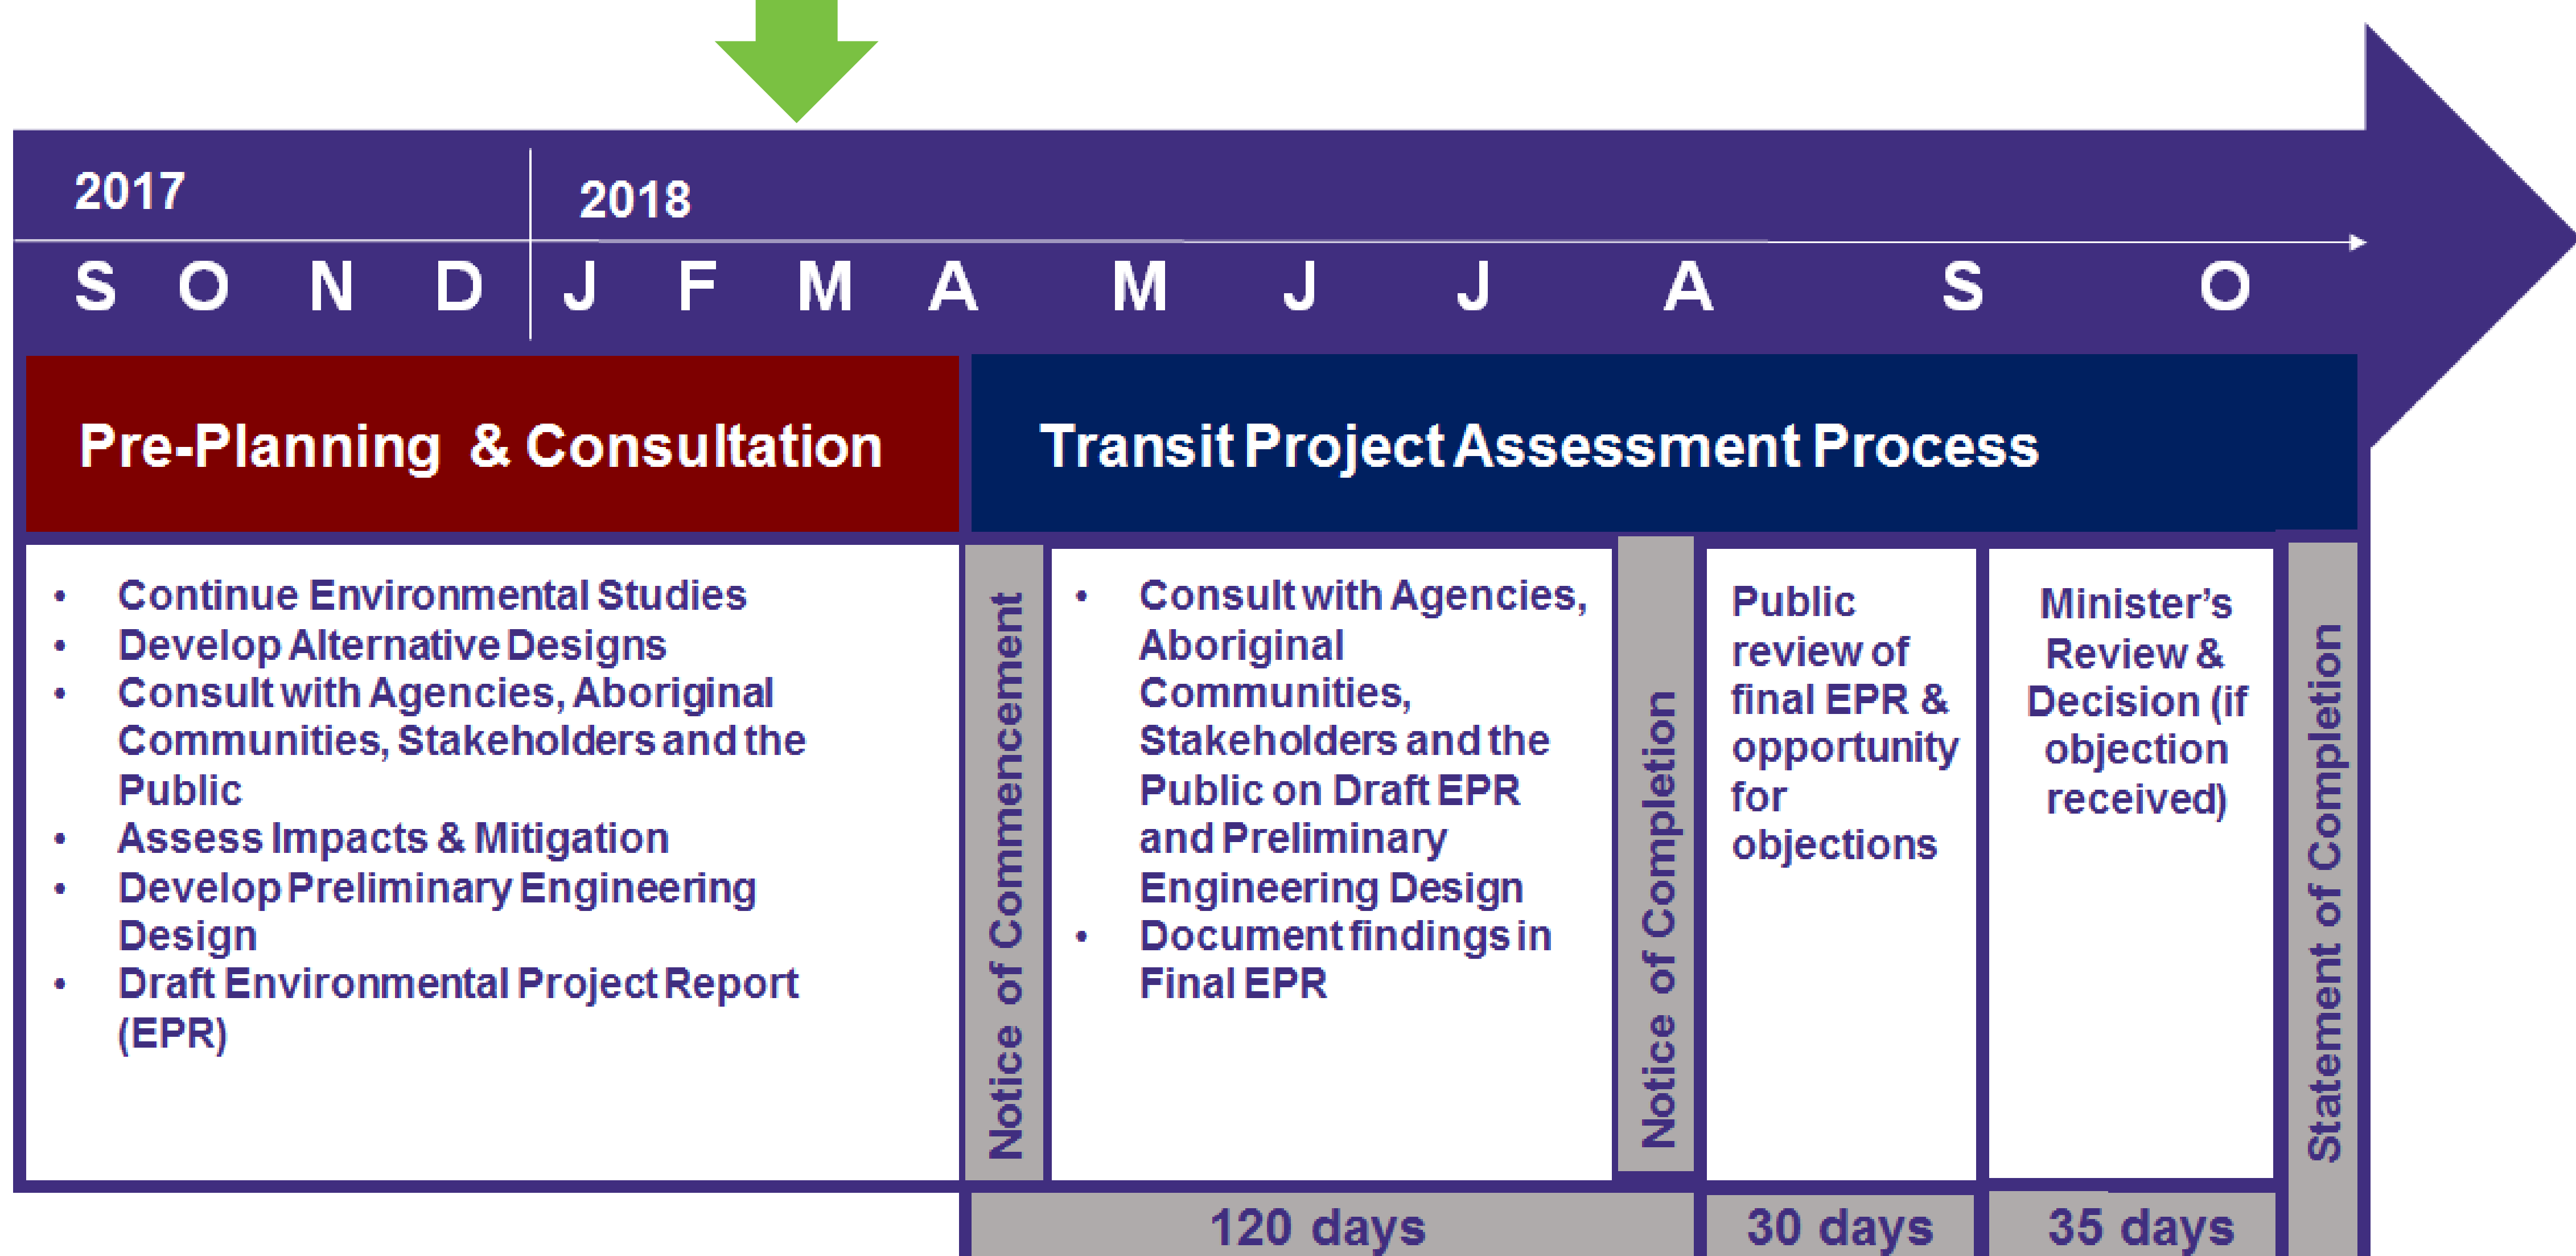 2017
2018
S O N D J F M A M J J A S O
Pre-Planning & Consultation
Transit Project Assessment Process
• Continue Environmental Studies
• Develop Alternative Designs
• Consult with Agencies, Aboriginal
Communities, Stakeholders and the
Public
• Assess Impacts & Mitigation
• Develop Preliminary Engineering
Design
• Draft Environmental Project Report
(EPR)
Notice of Commencement
• Consult with Agencies,
Aboriginal
Communities,
Stakeholders and the
Public on Draft EPR
and Preliminary
Engineering Design
• Document findings in
Final EPR
Notice of Completion
Public
review of
final EPR &
opportunity
for
objections
Minister’s
Review &
Decision (if
objection
received)
Statement of Completion
120 days
30 days
35 days